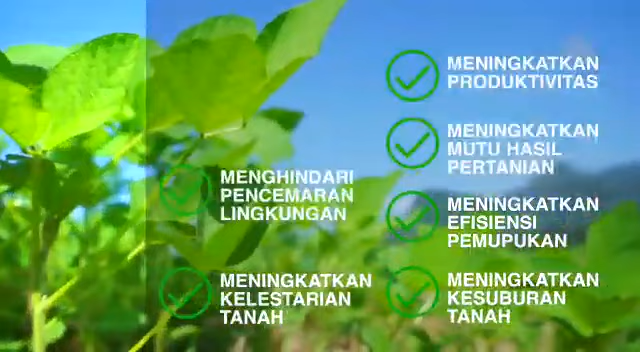 MENINGKATKAN
PRODUKTIVITAS
MENINGKATKAN
MUTU HASIL
PERTANIAN
MENGHINDARI
PENCEMARAN
LINGKUNGAN
MENINGKATKAN
EFISIENSI
PEMUPUKAN
MENINGKATKAN
KELESTARIAN
TANAH
MENINGKATKAN
KESUBURAN
TANAH